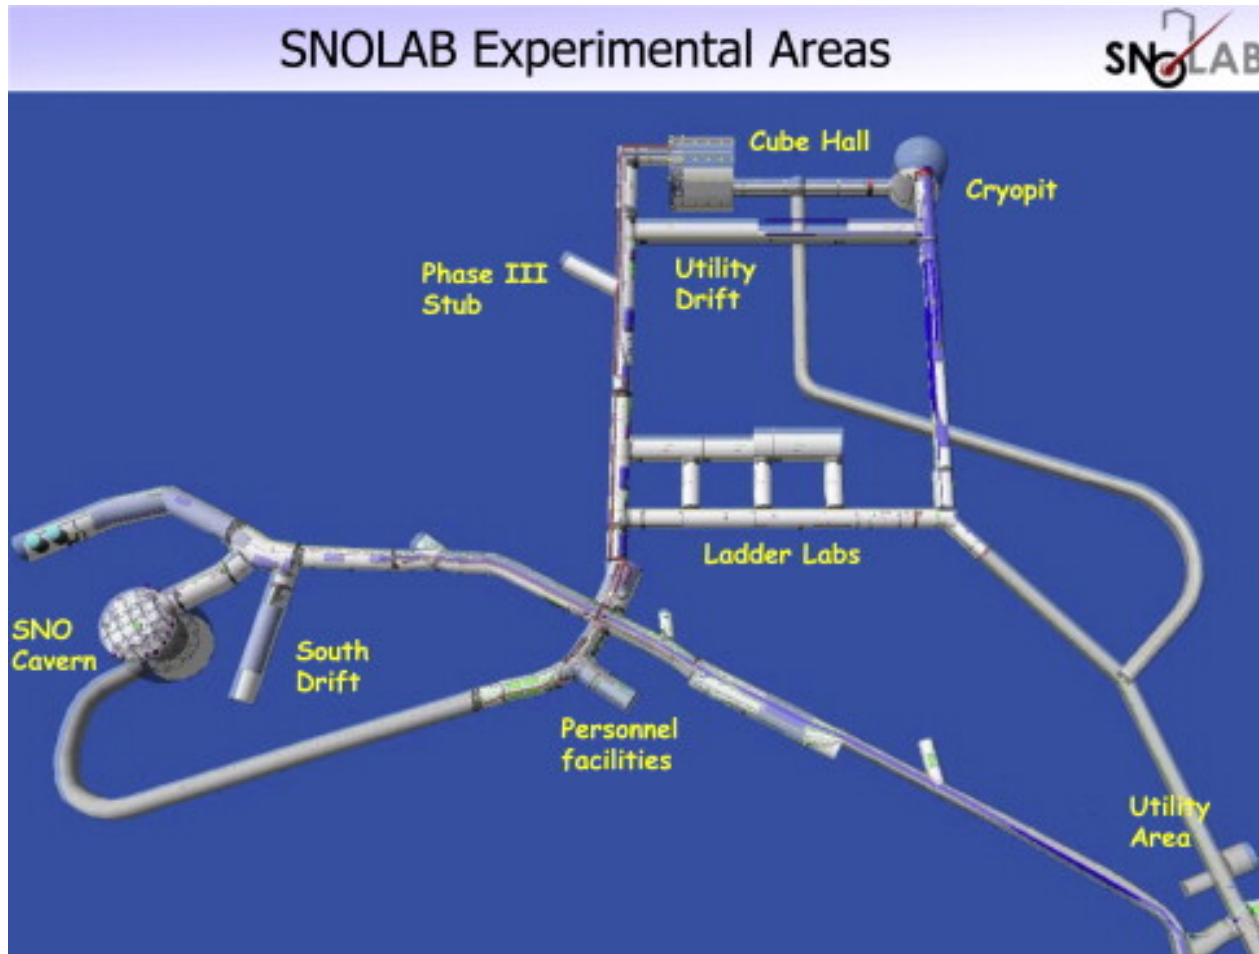 SNOLAB Experimental Areas
SNOLAB
Cube Hall
Cryopit
Phase III
Stub
Utility
Drift
Ladder Labs
SNO
Cavern
South
Drift
Personnel
facilities
Utility
Area